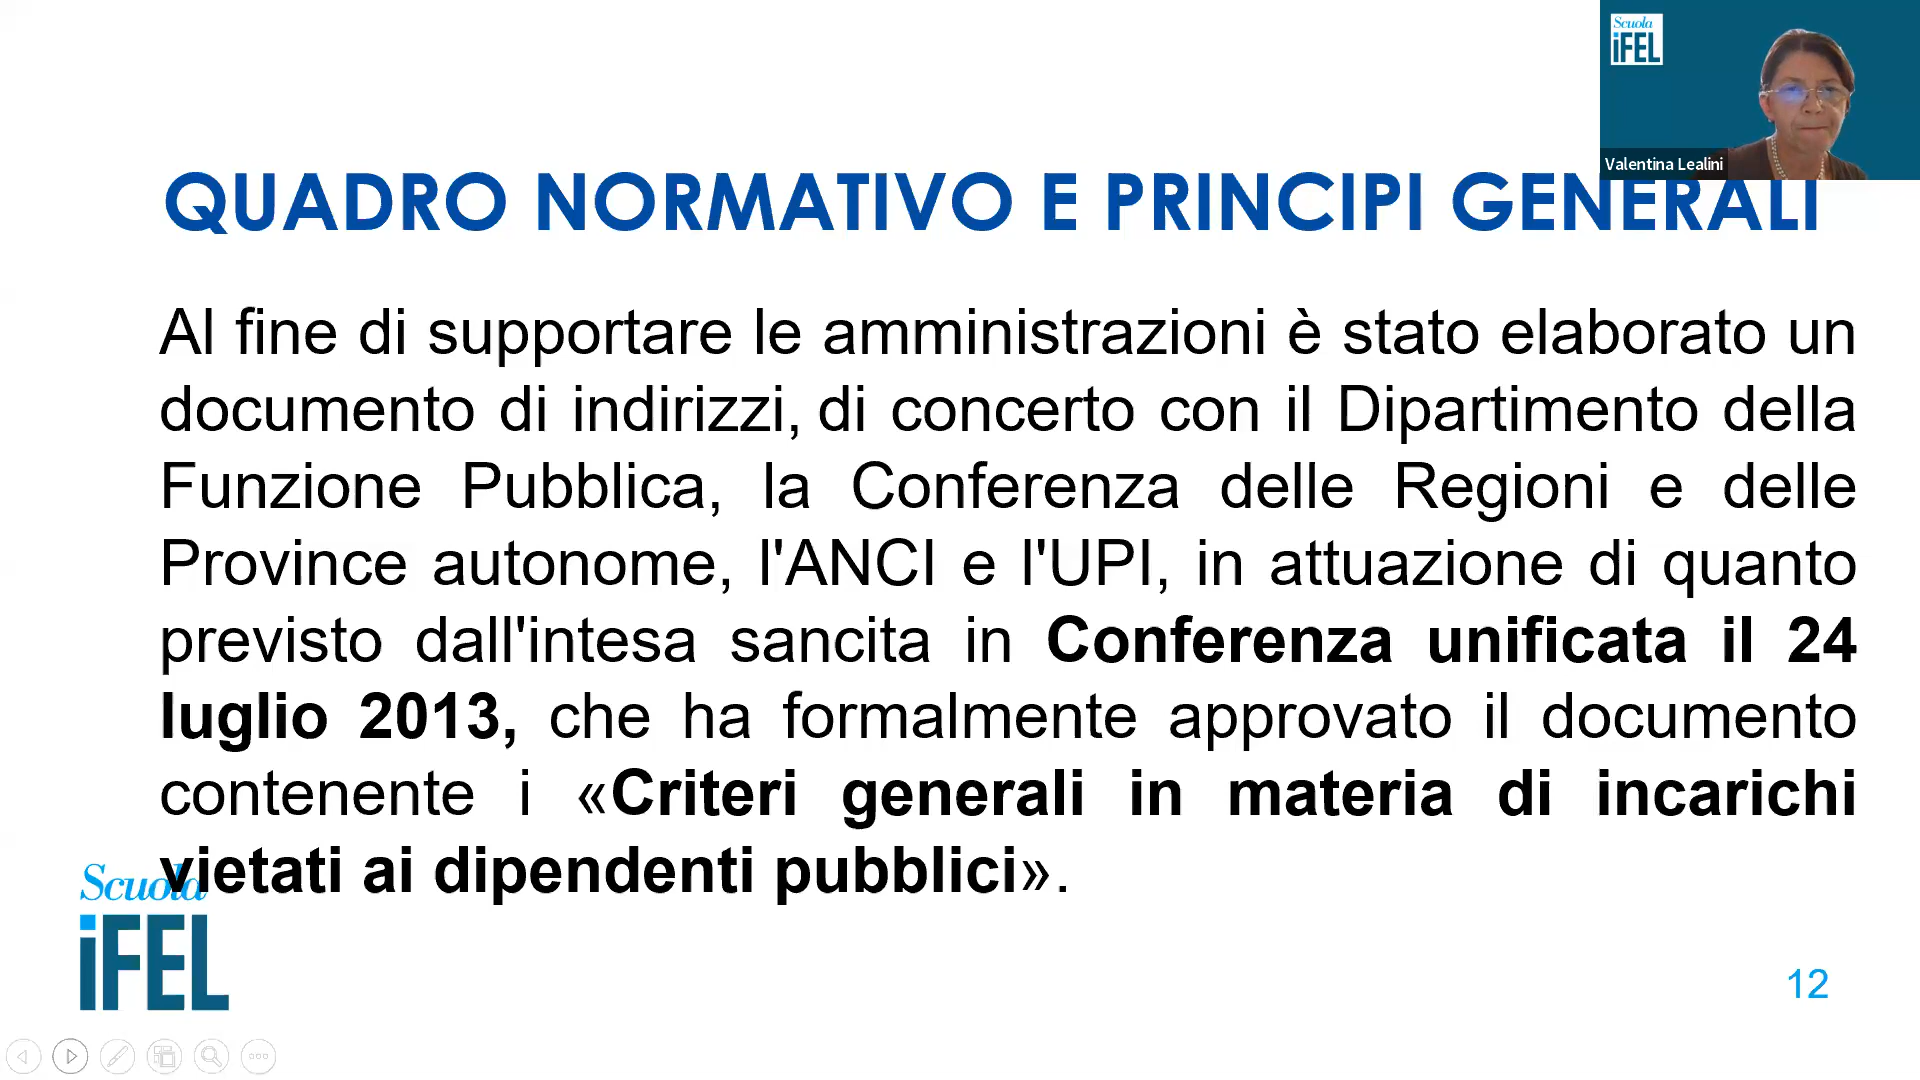 Scuola
iFEL
Valentina Lealini
QUADRO NORMATIVO E PRINCIPI GENERALI
Al fine di supportare le amministrazioni è stato elaborato un
documento di indirizzi, di concerto con il Dipartimento della
Funzione Pubblica, la Conferenza delle Regioni e delle
Province autonome, l'ANCI e l'UPI, in attuazione di quanto
previsto dall'intesa sancita in Conferenza unificata il 24
luglio 2013, che ha formalmente approvato il documento
contenente i «Criteri generali in materia di incarichi
vietati ai dipendenti pubblici».
Scuola
iFEL
12